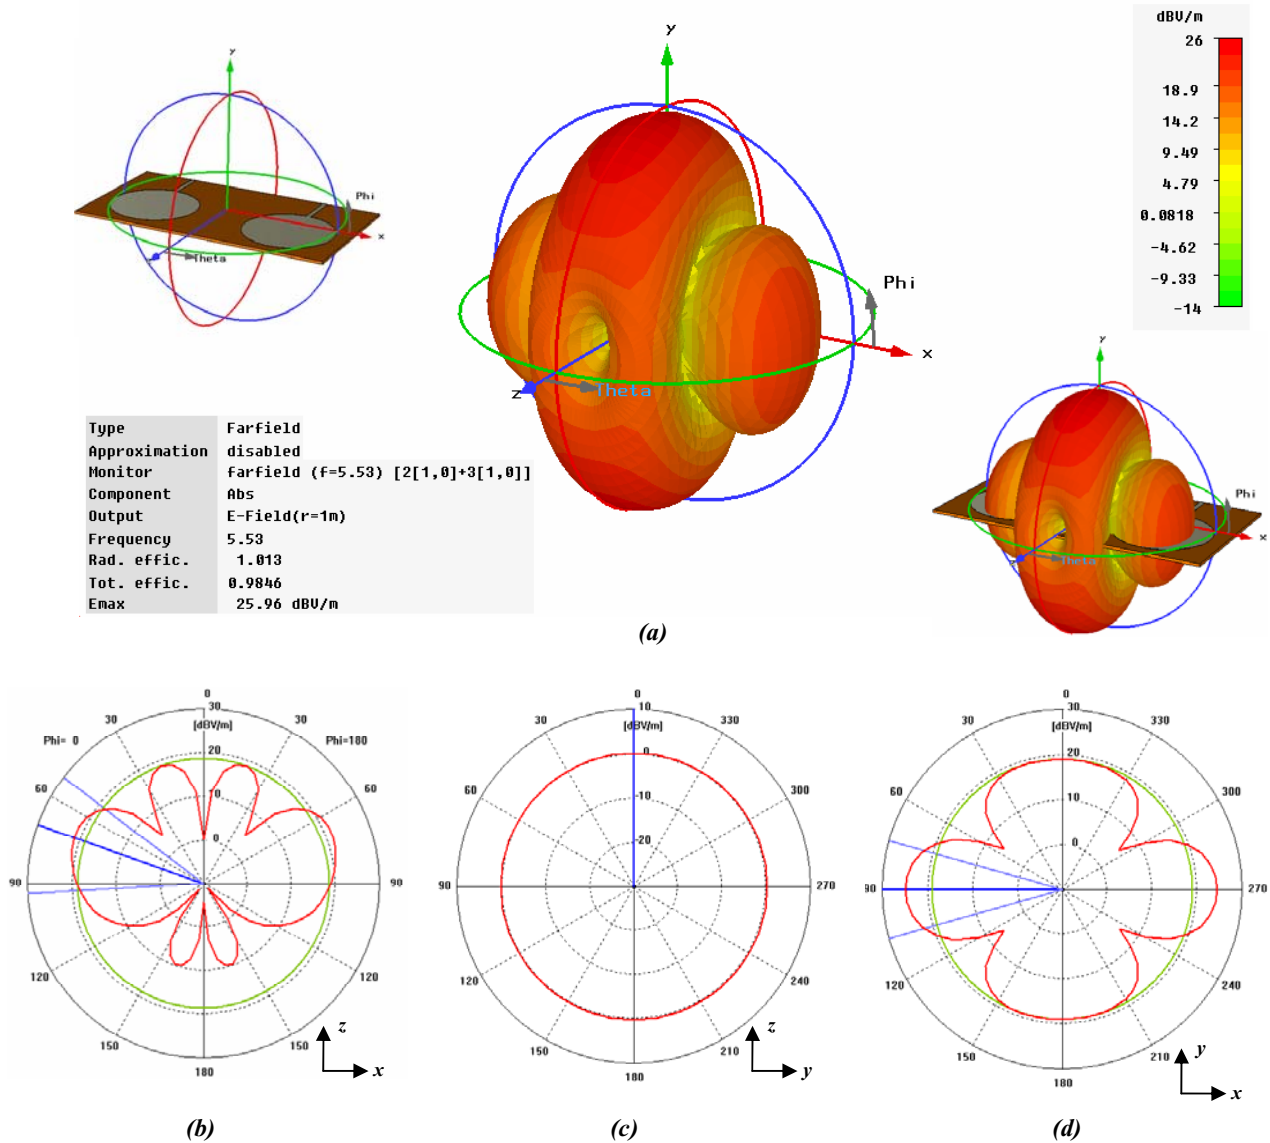 y
Phi
x
z
Theta
y
Phi
x
z
Theta
dBV/m
26
18.9
14.2
9.49
4.79
0.0818
-4.62
-9.33
-14
y
Phi
x
Theta
Type Farfield
Approximation disabled
Monitor farfield (f=5.53) [2[1,0]+3[1,0]]
Component Abs
Output E-Field(r=1m)
Frequency 5.53
Rad. effic. 1.013
Tot. effic. 0.9846
Emax 25.96 dBV/m
(a)
0
30
[dBV/m]
30 30
Phi= 0 Phi=180
20
60 60
10
0
90 90
120 120
150 150
180
z
x
(b)
0
10
[dBV/m]
30 330
0
60 300
-10
-20
90 270
120 240
150 210
180
z
y
(c)
0
30
[dBV/m]
30 330
20
60 300
10
0
90 270
120 240
150 210
180
y
x
(d)